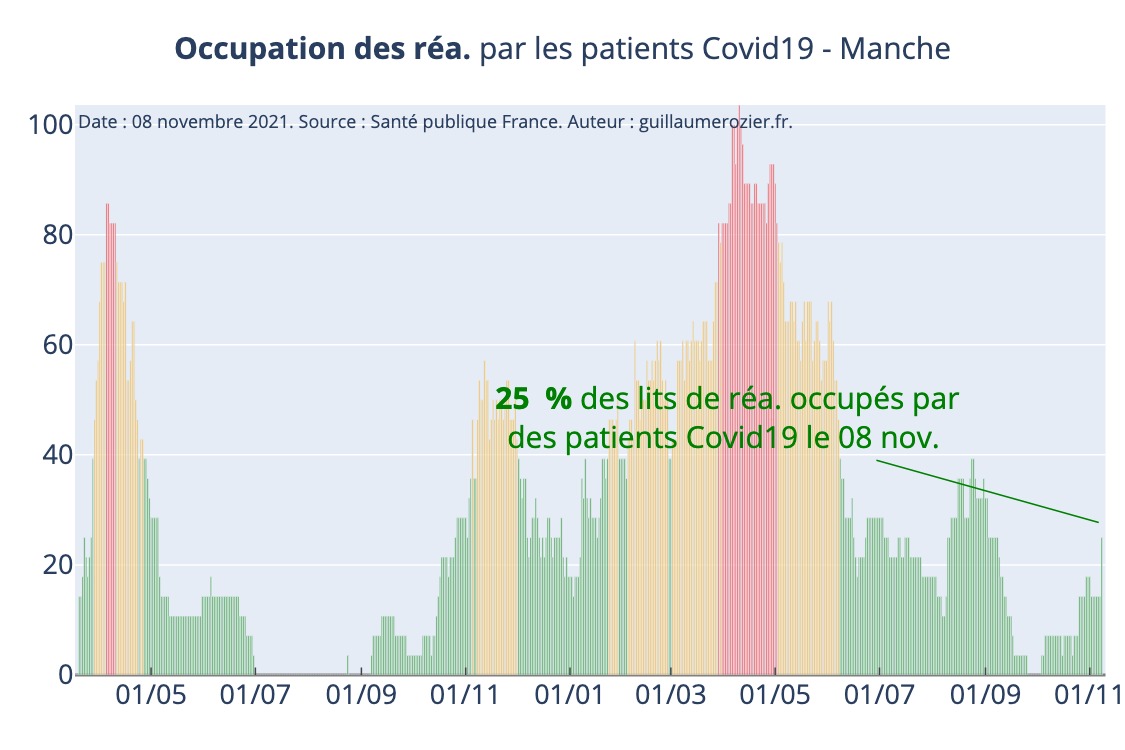 Occupation des réa. par les patients Covid19 - Manche
Date : 08 novembre 2021. Source : Santé publique France. Auteur : guillaumerozier.fr.
100
80
60
40
20
0
25 % des lits de réa. occupés par
des patients Covid19 le 08 nov.
01/05 01/07 01/09 01/11 01/01 01/03 01/05 01/07 01/09 01/11